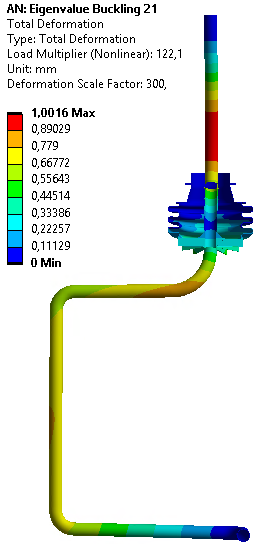 AN: Eigenvalue Buckling 21
Total Deformation
Type: Total Deformation
Load Multiplier (Nonlinear): 122,1
Unit: mm
Deformation Scale Factor: 300,
1,0016 Max
0,89029
0,779
0,66772
0,55643
0,44514
0,33386
0,22257
0,11129
0 Min